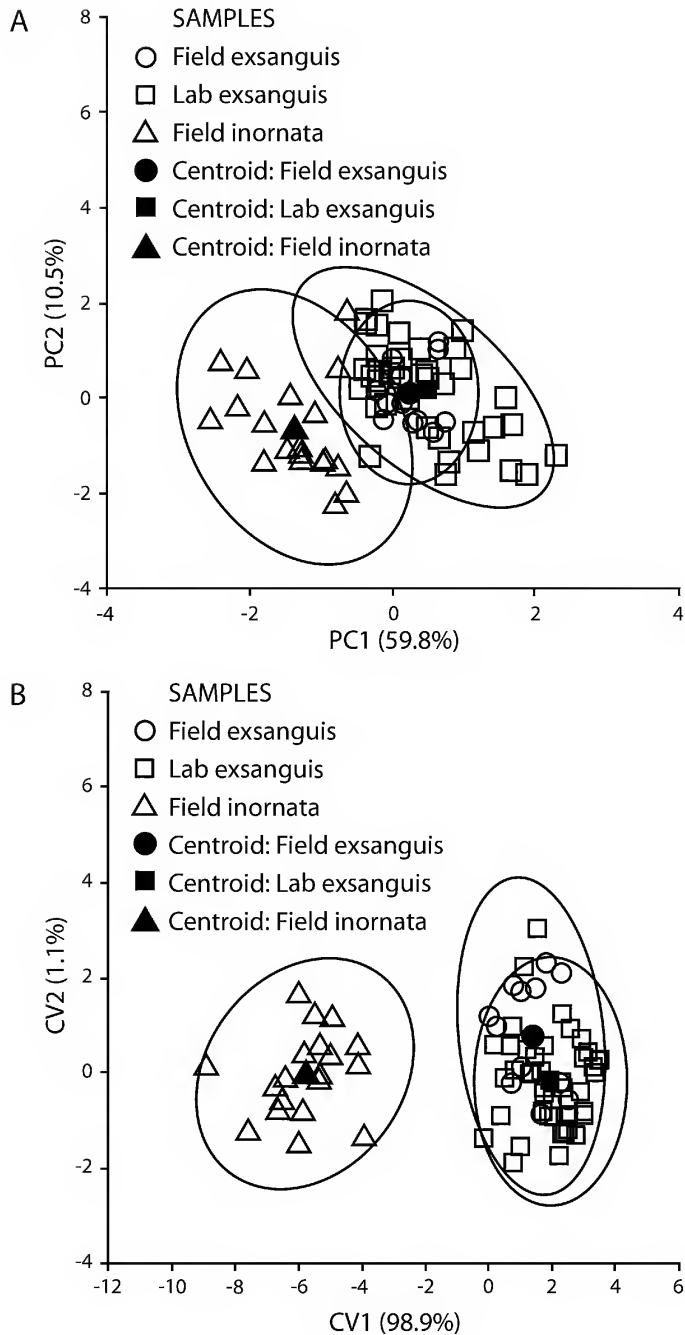 A
SAMPLES
Field exsanguis
Lab exsanguis
Field inornata
Centroid: Field exsanguis
Centroid: Lab exsanguis
Centroid: Field inornata
8
6
4
2
0
-2
-4
PC2 (10.5%)
-4 -2 0 2 4
PC1 (59.8%)
B
SAMPLES
Field exsanguis
Lab exsanguis
Field inornata
Centroid: Field exsanguis
Centroid: Lab exsanguis
Centroid: Field inornata
8
6
4
2
0
-2
-4
CV2 (1.1%)
-12 -10 -8 -6 -4 -2 0 2 4 6
CV1 (98.9%)